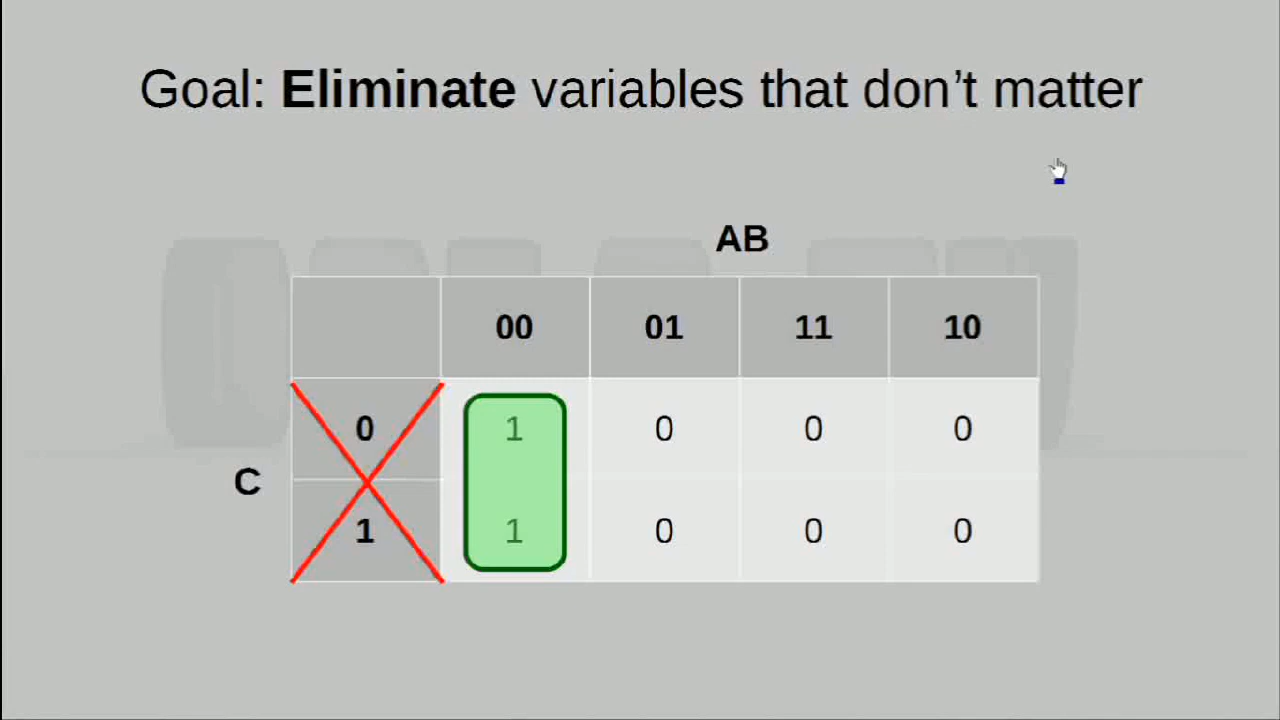 Goal: Eliminate variables that don’t matter
AB
00 01 11 10
0 1 0 0 0
C
1 1 0 0 0